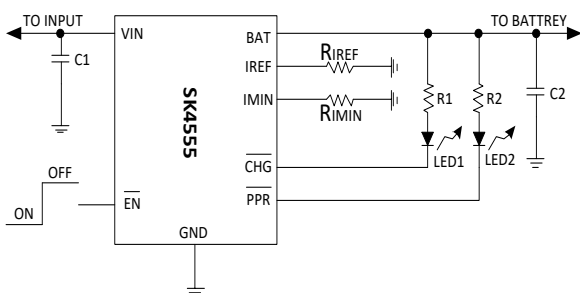 TO INPUT
TO BATTREY
VIN
BAT
C1
IREF
RIREF
IMIN
RIMIN
R1
R2
C2
SK4555
LED1
LED2
CHG
OFF
ON
EN
PPR
GND